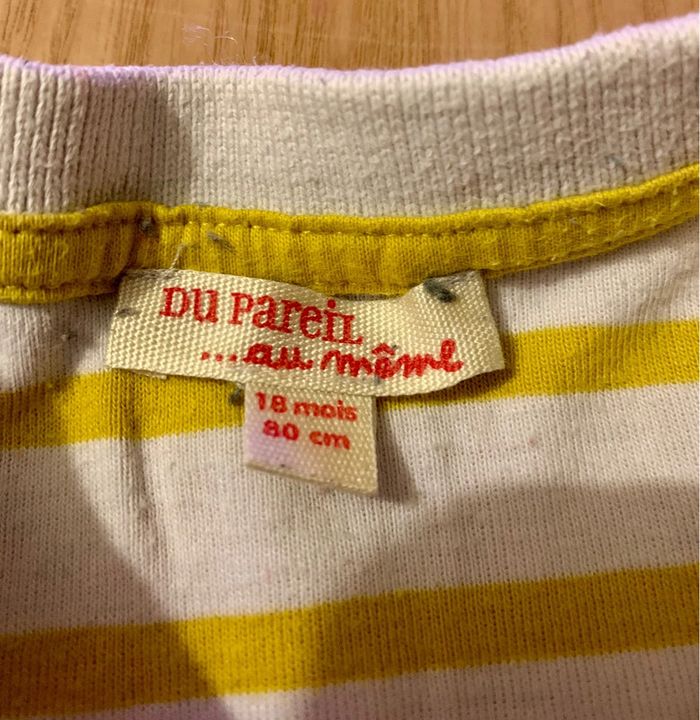 DU PAREIL
...au même
18 mois
80 cm